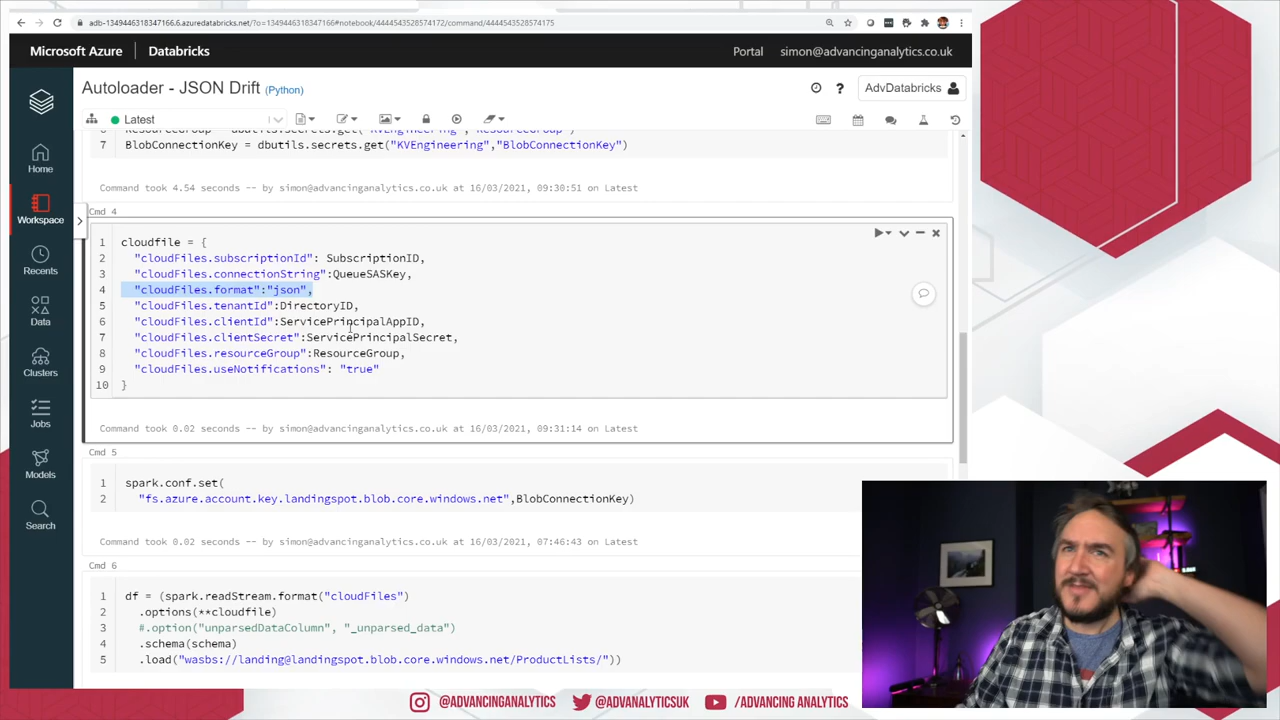 adb-1349446318347166.6.azuredatabricks.net/?o=1349446318347166#notebook/4444543528574172/command/4444543528574175
Microsoft Azure
Databricks
Portal
simon@advancinganalytics.co.uk
Autoloader - JSON Drift (Python)
AdvDatabricks
Latest
Home
Workspace
Recents
Data
Clusters
Jobs
Models
Search
7 BlobConnectionKey = dbutils.secrets.get("KVEngineering","BlobConnectionKey")
Command took 4.54 seconds -- by simon@advancinganalytics.co.uk at 16/03/2021, 09:30:51 on Latest
Cmd 4
1 cloudfile = {
2 "cloudFiles.subscriptionId": SubscriptionID,
3 "cloudFiles.connectionString":QueueSASKey,
4 "cloudFiles.format":"json",
5 "cloudFiles.tenantId":DirectoryID,
6 "cloudFiles.clientId":ServicePrincipalAppID,
7 "cloudFiles.clientSecret":ServicePrincipalSecret,
8 "cloudFiles.resourceGroup":ResourceGroup,
9 "cloudFiles.useNotifications": "true"
10 }
Command took 0.02 seconds -- by simon@advancinganalytics.co.uk at 16/03/2021, 09:31:14 on Latest
Cmd 5
1 spark.conf.set(
2 "fs.azure.account.key.landingspot.blob.core.windows.net",BlobConnectionKey)
Command took 0.02 seconds -- by simon@advancinganalytics.co.uk at 16/03/2021, 07:46:43 on Latest
Cmd 6
1 df = (spark.readStream.format("cloudFiles")
2 .options(**cloudfile)
3 #.option("unparsedDataColumn", "_unparsed_data")
4 .schema(schema)
5 .load("wasbs://landing@landingspot.blob.core.windows.net/ProductLists/"))
@ADVANCINGANALYTICS
@ADVANALYTICSUK
/ADVANCING ANALYTICS